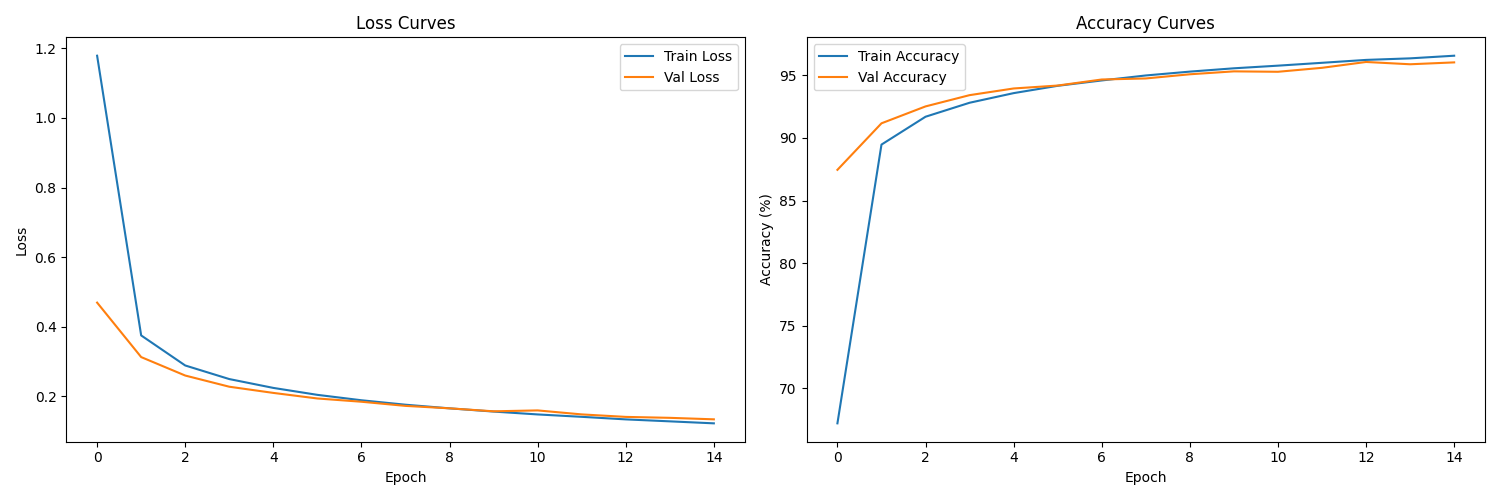 Loss Curves
1.2
1.0
0.8
0.6
0.4
0.2
Loss
Train Loss
Val Loss
0 2 4 6 8 10 12 14
Epoch
Accuracy Curves
95
90
85
80
75
70
Accuracy (%)
Train Accuracy
Val Accuracy
0 2 4 6 8 10 12 14
Epoch